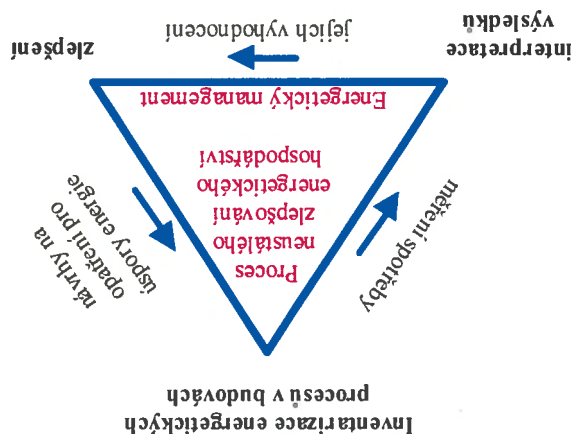 Inventarizace energetických
procesů v budovách
měření spotřeby
návrhy na
opatření pro
úspory energie
Proces
neustálého
zlepšování
energetického
hospodářství
Energetický management
interpretace
výsledků
jejich vyhodnocení
zlepšení